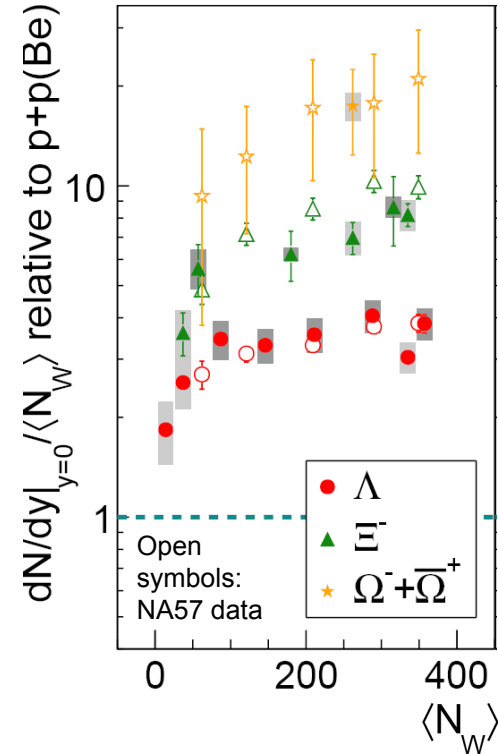 dN/dy|y=0/⟨NW⟩ relative to p+p(Be)
10
1
Λ
Ξ-
Ω-+Ω̅+
Open
symbols:
NA57 data
0 200 400
⟨NW⟩